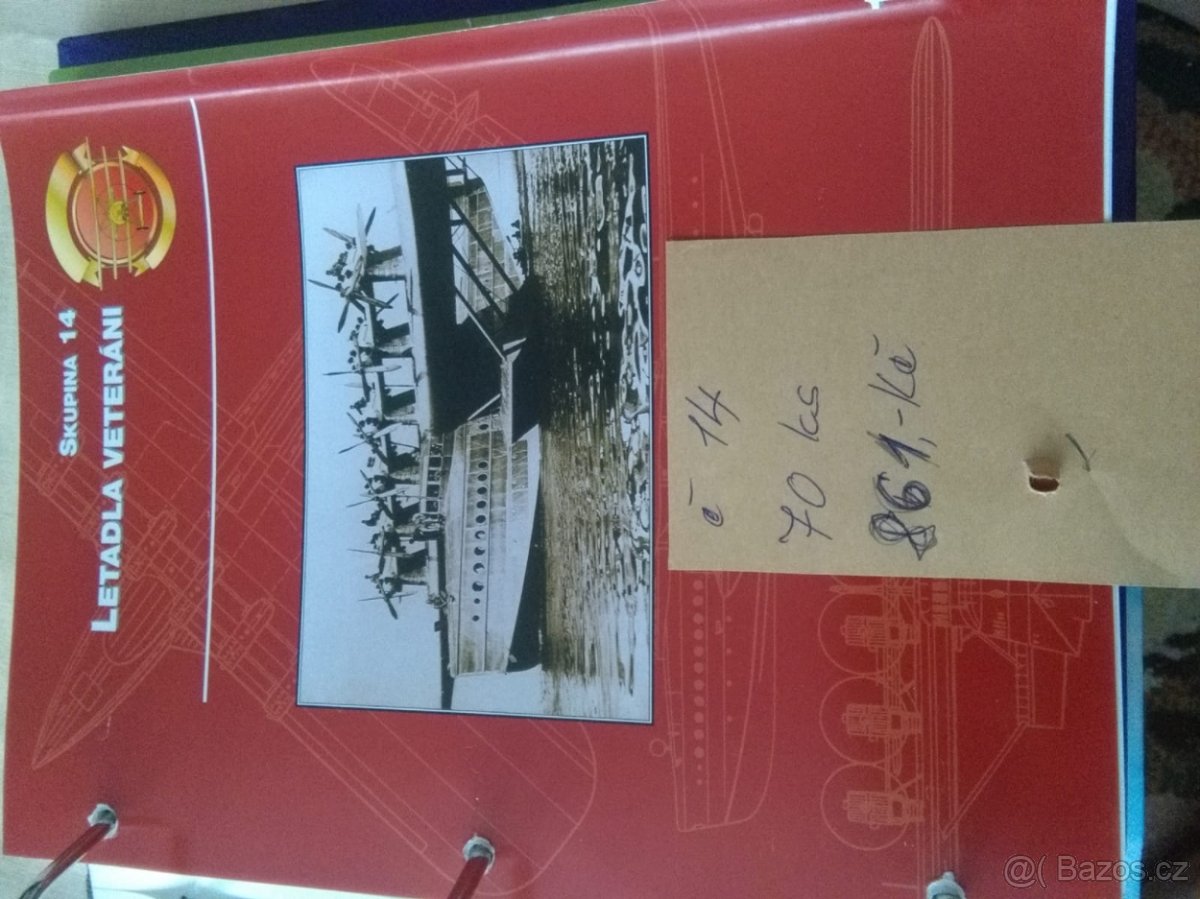 SKUPINA 14
LETADLA VETERÁNI
č 14
70 ks
861,-Kč
@( Bazos.cz